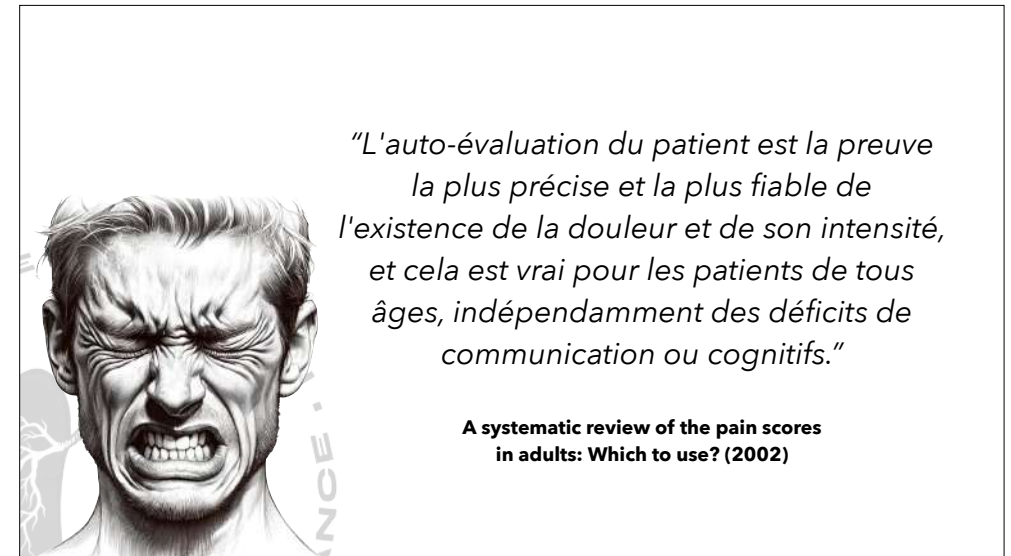 “L'auto-évaluation du patient est la preuve
la plus précise et la plus fiable de
l'existence de la douleur et de son intensité,
et cela est vrai pour les patients de tous
âges, indépendamment des déficits de
communication ou cognitifs.”
A systematic review of the pain scores
in adults: Which to use? (2002)